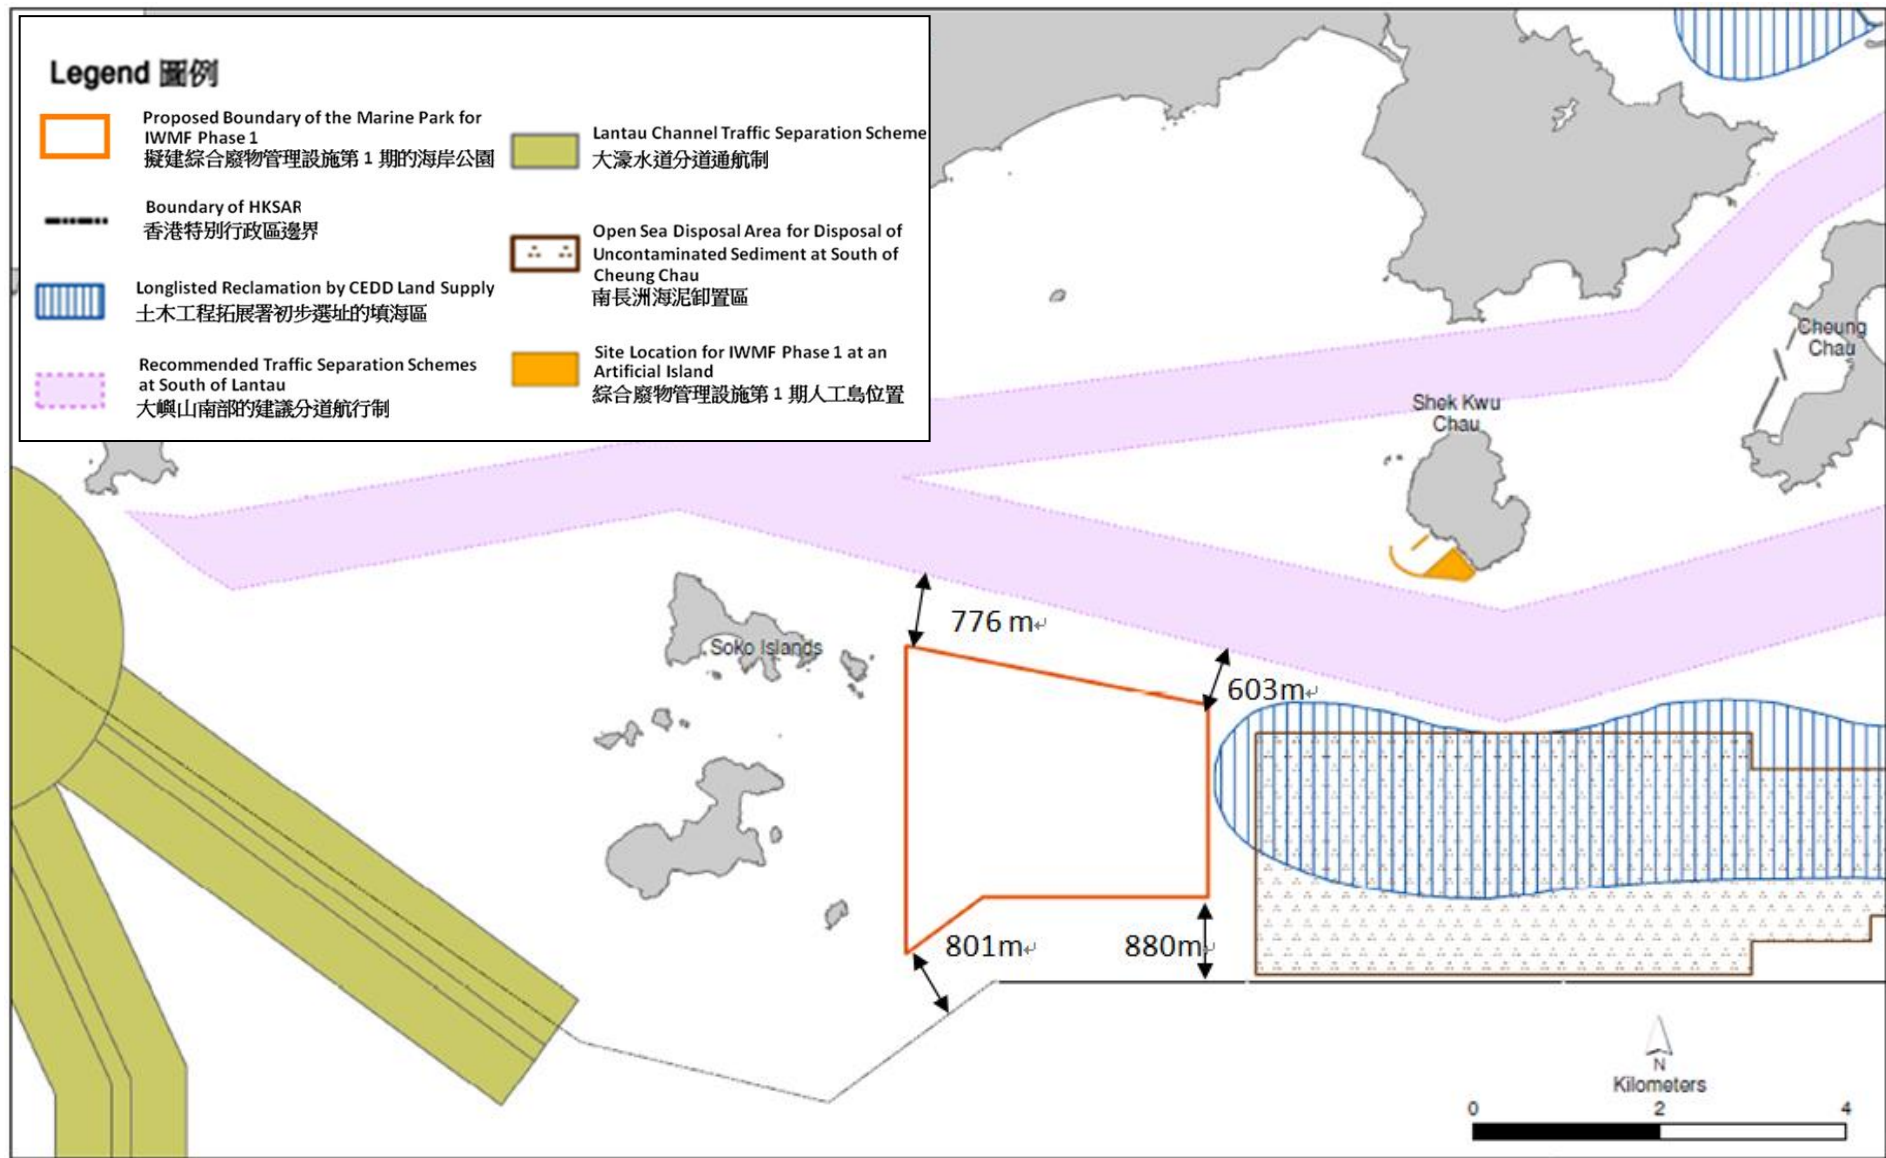 Legend 圖例
Proposed Boundary of the Marine Park for
IWMF Phase 1
擬建綜合廢物管理設施第 1 期的海岸公園
Boundary of HKSAR
香港特別行政區邊界
Longlisted Reclamation by CEDD Land Supply
土木工程拓展署初步選址的填海區
Recommended Traffic Separation Schemes
at South of Lantau
大嶼山南部的建議分道航行制
Lantau Channel Traffic Separation Scheme
大濠水道分道通航制
Open Sea Disposal Area for Disposal of
Uncontaminated Sediment at South of
Cheung Chau
南長洲海泥卸置區
Site Location for IWMF Phase 1 at an
Artificial Island
綜合廢物管理設施第 1 期人工島位置
Cheung
Chau
Shek Kwu
Chau
776 m
Soko Islands
603m
801m
880m
N
Kilometers
0 2 4